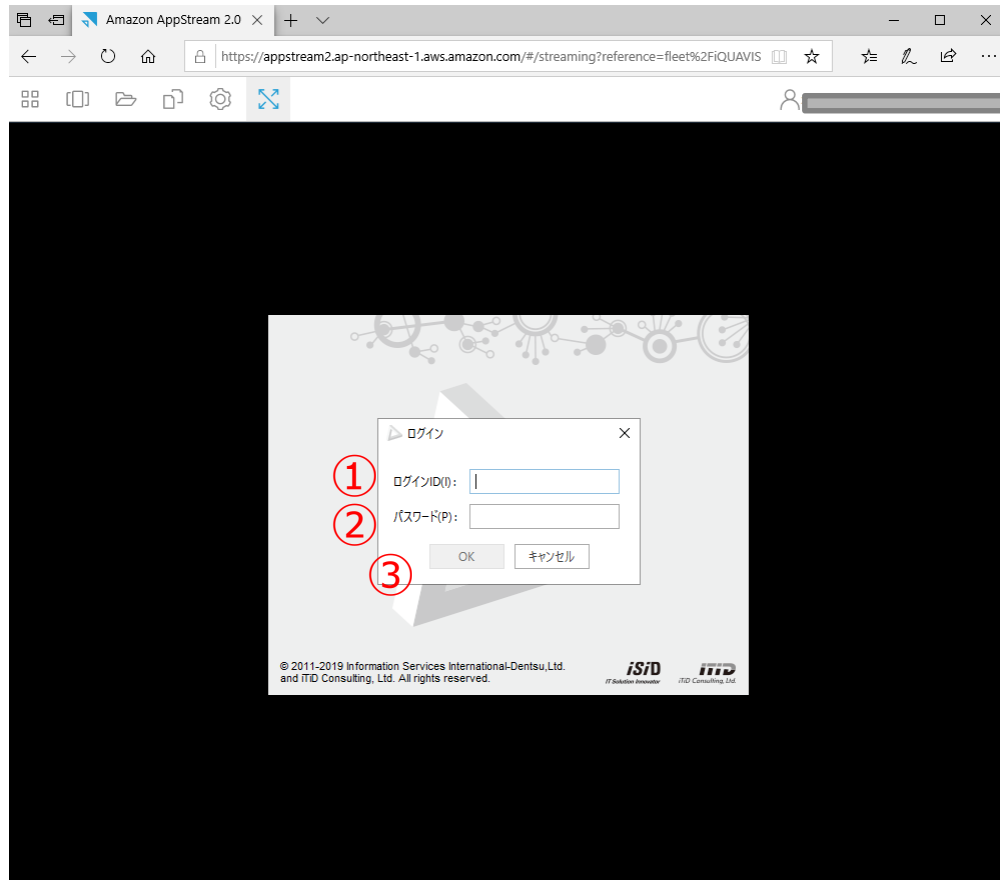 Amazon AppStream 2.0
https://appstream2.ap-northeast-1.aws.amazon.com/#/streaming?reference=fleet%2FiQUAVIS
ログイン
① ログインID(I):
② パスワード(P):
③ OK キャンセル
© 2011-2019 Information Services International-Dentsu,Ltd.
and iTiD Consulting, Ltd. All rights reserved.
iSiD iTiD
IT Solution Innovator iTiD Consulting, Ltd.